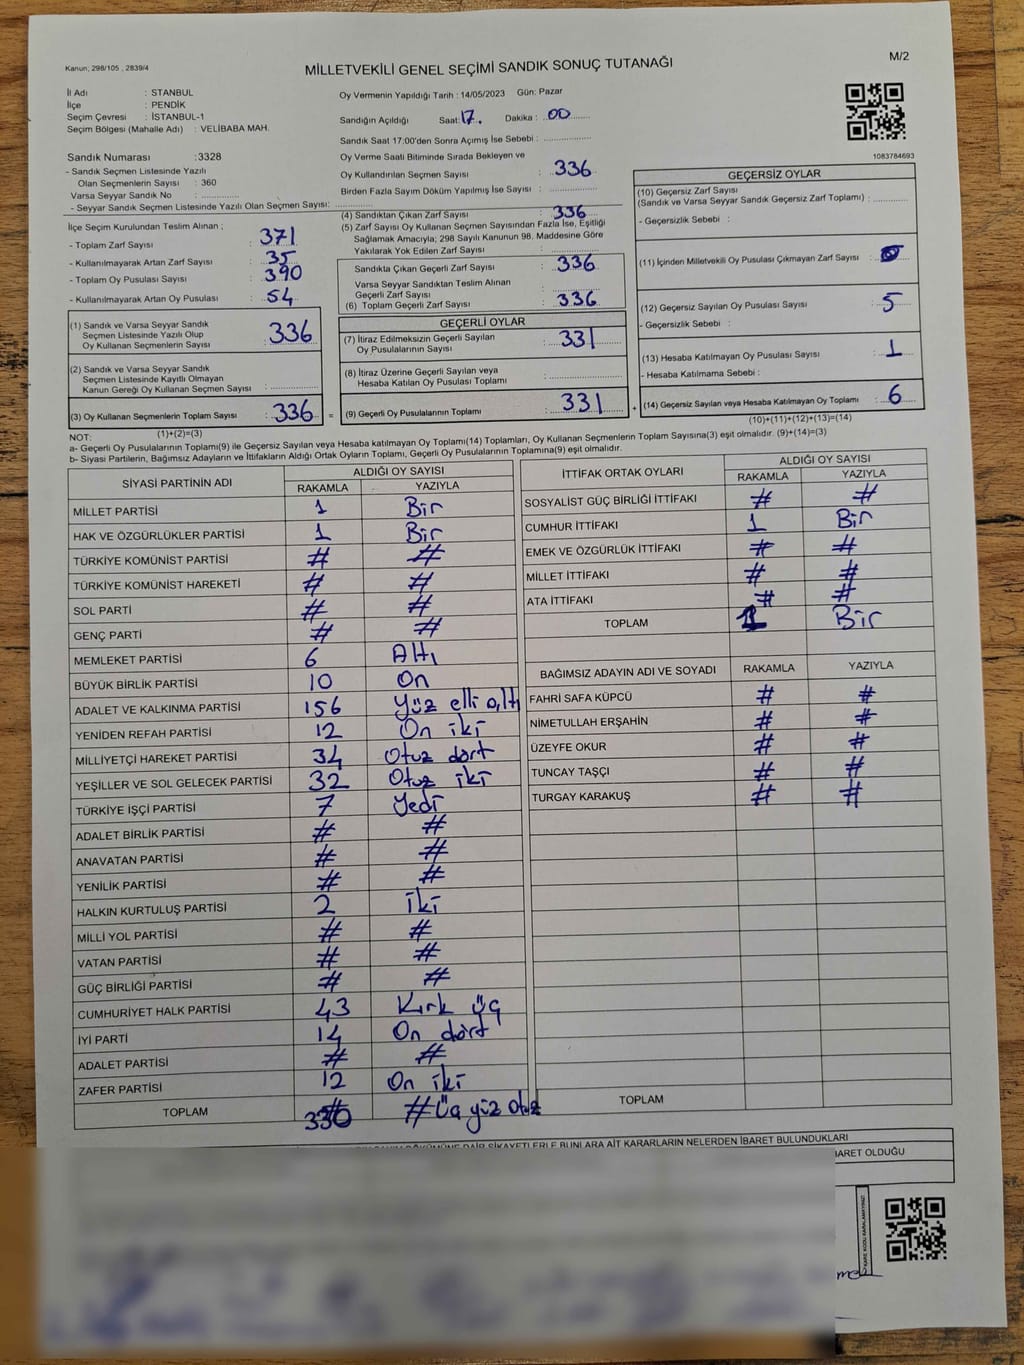 Kanun; 298/105 , 2839/4
M/2
MİLLETVEKİLİ GENEL SEÇİMİ SANDIK SONUÇ TUTANAĞI
İl Adı : STANBUL
İlçe : PENDİK
Seçim Çevresi : İSTANBUL-1
Seçim Bölgesi (Mahalle Adı) : VELİBABA MAH.
Sandık Numarası :3328
- Sandık Seçmen Listesinde Yazılı
Olan Seçmenlerin Sayısı : 360
Varsa Seyyar Sandık No : ..............
- Seyyar Sandık Seçmen Listesinde Yazılı Olan Seçmen Sayısı: ..............
Oy Vermenin Yapıldığı Tarih : 14/05/2023 Gün: Pazar
Sandığın Açıldığı Saat: 17. Dakika : 00
Sandık Saat 17:00'den Sonra Açımış İse Sebebi : ..............
Oy Verme Saati Bitiminde Sırada Bekleyen ve
Oy Kullandırılan Seçmen Sayısı : 336
Birden Fazla Sayım Döküm Yapılmış İse Sayısı : ..............
1083784693
İlçe Seçim Kurulundan Teslim Alınan ;
- Toplam Zarf Sayısı : 371
- Kullanılmayarak Artan Zarf Sayısı : 35
- Toplam Oy Pusulası Sayısı : 390
- Kullanılmayarak Artan Oy Pusulası : 54
(4) Sandıktan Çıkan Zarf Sayısı : 336
(5) Zarf Sayısı Oy Kullanan Seçmen Sayısından Fazla İse, Eşitliği
Sağlamak Amacıyla; 298 Sayılı Kanunun 98. Maddesine Göre
Yakılarak Yok Edilen Zarf Sayısı : ..............
Sandıkta Çıkan Geçerli Zarf Sayısı : 336
Varsa Seyyar Sandıktan Teslim Alınan
Geçerli Zarf Sayısı : ..............
(6) Toplam Geçerli Zarf Sayısı : 336
GEÇERSİZ OYLAR
(10) Geçersiz Zarf Sayısı
(Sandık ve Varsa Seyyar Sandık Geçersiz Zarf Toplamı) : ..............
- Geçersizlik Sebebi :
(11) İçinden Milletvekili Oy Pusulası Çıkmayan Zarf Sayısı : 0
(12) Geçersiz Sayılan Oy Pusulası Sayısı : 5
- Geçersizlik Sebebi :
(13) Hesaba Katılmayan Oy Pusulası Sayısı : 1
- Hesaba Katılmama Sebebi :
(14) Geçersiz Sayılan veya Hesaba Katılmayan Oy Toplamı : 6
(10)+(11)+(12)+(13)=(14)
(1) Sandık ve Varsa Seyyar Sandık
Seçmen Listesinde Yazılı Olup
Oy Kullanan Seçmenlerin Sayısı : 336
(2) Sandık ve Varsa Seyyar Sandık
Seçmen Listesinde Kayıtlı Olmayan
Kanun Gereği Oy Kullanan Seçmen Sayısı : ..............
(3) Oy Kullanan Seçmenlerin Toplam Sayısı : 336 =
(1)+(2)=(3)
GEÇERLİ OYLAR
(7) İtiraz Edilmeksizin Geçerli Sayılan
Oy Pusulalarının Sayısı : 331
(8) İtiraz Üzerine Geçerli Sayılan veya
Hesaba Katılan Oy Pusulası Toplamı : ..............
(9) Geçerli Oy Pusulalarının Toplamı : 331 +
NOT:
a- Geçerli Oy Pusulalarının Toplamı(9) ile Geçersiz Sayılan veya Hesaba katılmayan Oy Toplamı(14) Toplamları, Oy Kullanan Seçmenlerin Toplam Sayısına(3) eşit olmalıdır. (9)+(14)=(3)
b- Siyasi Partilerin, Bağımsız Adayların ve İttifakların Aldığı Ortak Oyların Toplamı, Geçerli Oy Pusulalarının Toplamına(9) eşit olmalıdır.
SİYASİ PARTİNİN ADI ALDIĞI OY SAYISI
RAKAMLA YAZIYLA
MİLLET PARTİSİ 1 Bir
HAK VE ÖZGÜRLÜKLER PARTİSİ 1 Bir
TÜRKİYE KOMÜNİST PARTİSİ # #
TÜRKİYE KOMÜNİST HAREKETİ # #
SOL PARTİ # #
GENÇ PARTİ # #
MEMLEKET PARTİSİ 6 Altı
BÜYÜK BİRLİK PARTİSİ 10 On
ADALET VE KALKINMA PARTİSİ 156 Yüz elli altı
YENİDEN REFAH PARTİSİ 12 On iki
MİLLİYETÇİ HAREKET PARTİSİ 34 Otuz dört
YEŞİLLER VE SOL GELECEK PARTİSİ 32 Otuz iki
TÜRKİYE İŞÇİ PARTİSİ 7 Yedi
ADALET BİRLİK PARTİSİ # #
ANAVATAN PARTİSİ # #
YENİLİK PARTİSİ # #
HALKIN KURTULUŞ PARTİSİ 2 İki
MİLLİ YOL PARTİSİ # #
VATAN PARTİSİ # #
GÜÇ BİRLİĞİ PARTİSİ # #
CUMHURİYET HALK PARTİSİ 43 Kırk üç
İYİ PARTİ 14 On dört
ADALET PARTİSİ # #
ZAFER PARTİSİ 12 On iki
TOPLAM 330 # Üç yüz otuz
İTTİFAK ORTAK OYLARI ALDIĞI OY SAYISI
RAKAMLA YAZIYLA
SOSYALİST GÜÇ BİRLİĞİ İTTİFAKI # #
CUMHUR İTTİFAKI 1 Bir
EMEK VE ÖZGÜRLÜK İTTİFAKI # #
MİLLET İTTİFAKI # #
ATA İTTİFAKI # #
TOPLAM 1 Bir
BAĞIMSIZ ADAYIN ADI VE SOYADI RAKAMLA YAZIYLA
FAHRİ SAFA KÜPCÜ # #
NİMETULLAH ERŞAHİN # #
ÜZEYFE OKUR # #
TUNCAY TAŞÇI # #
TURGAY KARAKUŞ # #
TOPLAM
DÖKÜMÜNE DAİR ŞİKAYETLERLE BUNLARA AİT KARARLARIN NELERDEN İBARET BULUNDUKLARI
BARET OLDUĞU
KARE KODU KARALAMAYINIZ!